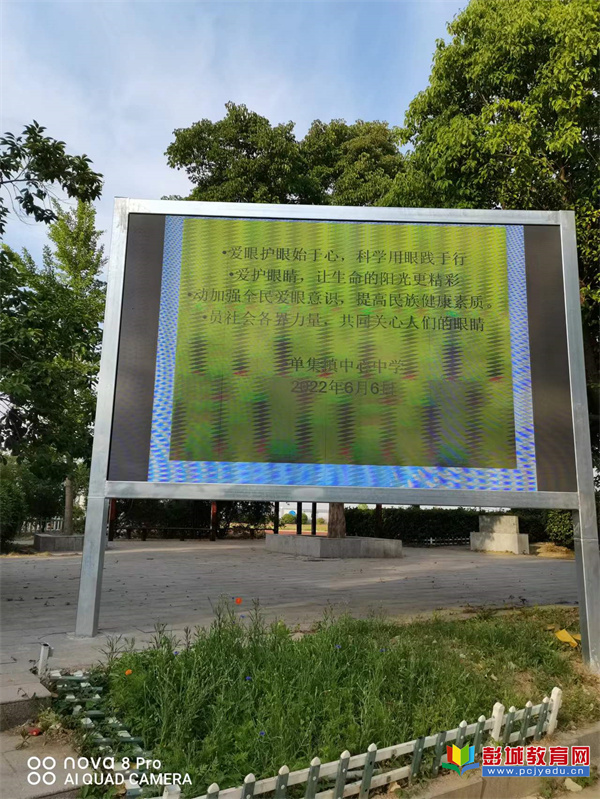 •爱眼护眼始于心，科学用眼践于行
•爱护眼睛，让生命的阳光更精彩
•动加强全民爱眼意识，提高民族健康素质。
•员社会各界力量，共同关心人们的眼睛
单集镇中心中学
2022年6月6日
nova 8 Pro
AI QUAD CAMERA
彭城教育网
www.pcjyedu.cn